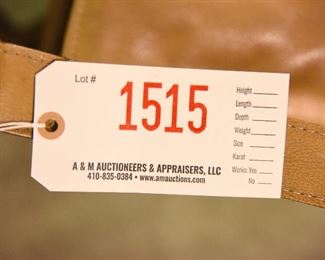 Lot #
1515
Height
Length
Depth
Weight
Size
Karat
Works: Yes
No
A & M AUCTIONEERS & APPRAISERS, LLC
410-835-0384 • www.amauctions.com